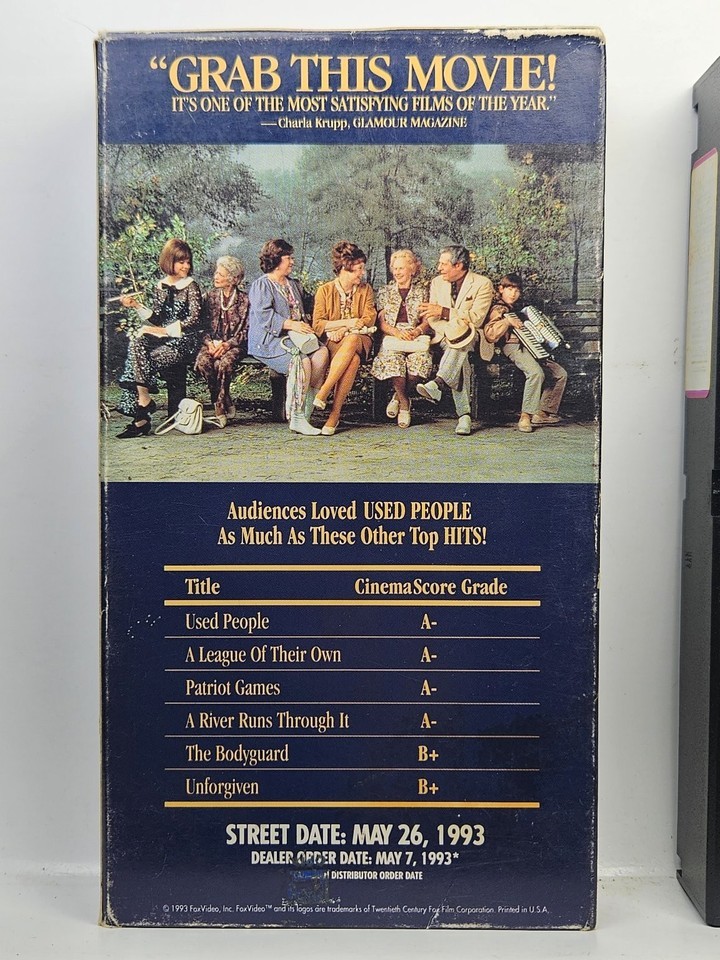 “GRAB THIS MOVIE!
IT'S ONE OF THE MOST SATISFYING FILMS OF THE YEAR.”
—Charla Krupp, GLAMOUR MAGAZINE
Audiences Loved USED PEOPLE
As Much As These Other Top HITS!
Title CinemaScore Grade
Used People A-
A League Of Their Own A-
Patriot Games A-
A River Runs Through It A-
The Bodyguard B+
Unforgiven B+
STREET DATE: MAY 26, 1993
DEALER ORDER DATE: MAY 7, 1993*
DISTRIBUTOR ORDER DATE
© 1993 FoxVideo, Inc. FoxVideo™ and its logos are trademarks of Twentieth Century Fox Film Corporation. Printed in U.S.A.